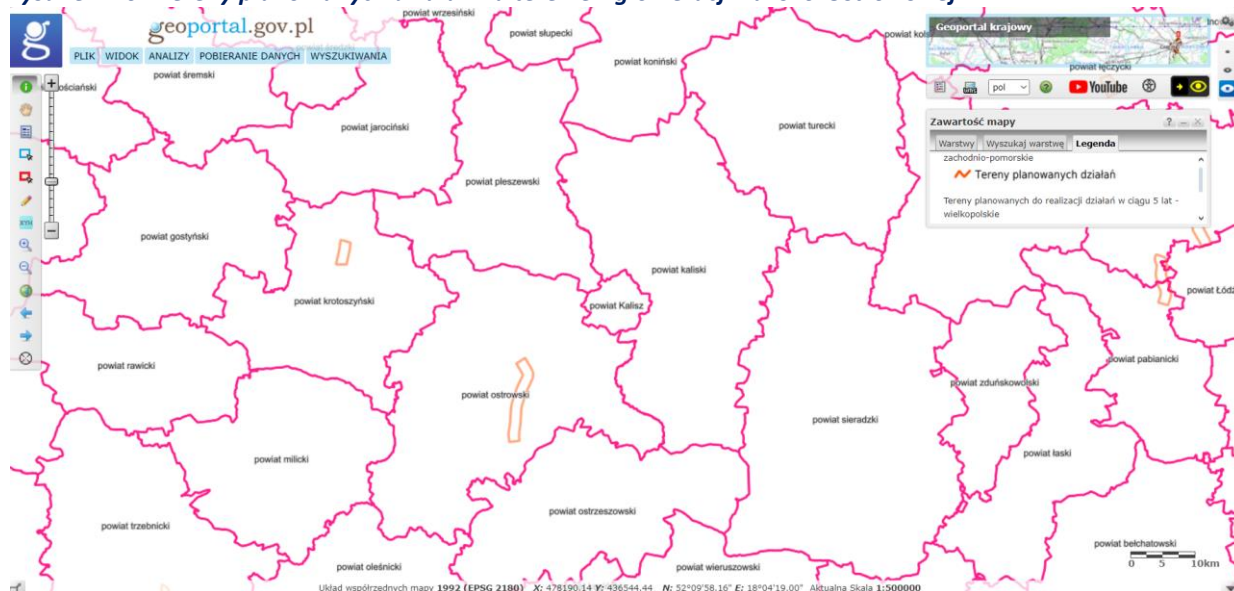 geoportal.gov.pl
PLIK WIDOK ANALIZY POBIERANIE DANYCH WYSZUKIWANIA
powiat wrzesiński
powiat słupecki
powiat koniński
Geoportal krajowy
powiat łęczycki
pol
YouTube
Zawartość mapy
Warstwy Wyszukaj warstwę Legenda
zachodnio-pomorskie
Tereny planowanych działań
Tereny planowanych do realizacji działań w ciągu 5 lat -
wielkopolskie
powiat śremski
powiat jarociński
powiat turecki
powiat pleszewski
powiat gostyński
powiat kaliski
powiat krotoszyński
powiat Kalisz
powiat rawicki
powiat pabianicki
powiat zduńskowolski
powiat ostrowski
powiat sieradzki
powiat milicki
powiat łaski
powiat ostrzeszowski
powiat trzebnicki
powiat bełchatowski
powiat oleśnicki
powiat wieruszowski
0 5 10km
Układ współrzędnych mapy 1992 (EPSG 2180) X: 478190.14 Y: 436544.44 N: 52°09'58.16" E: 18°04'19.00" Aktualna Skala 1:500000